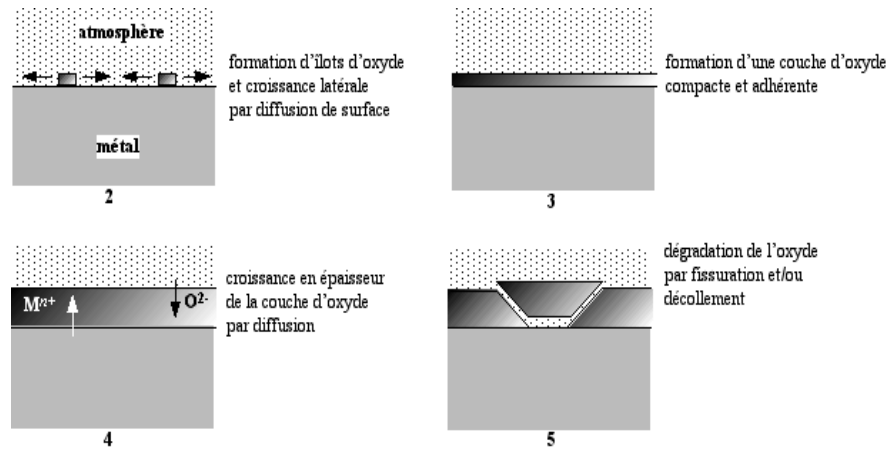 atmosphère
formation d'îlots d'oxyde
et croissance latérale
par diffusion de surface
métal
2
formation d'une couche d'oxyde
compacte et adhérente
3
Mn+
O2-
croissance en épaisseur
de la couche d'oxyde
par diffusion
4
dégradation de l'oxyde
par fissuration et/ou
décollement
5